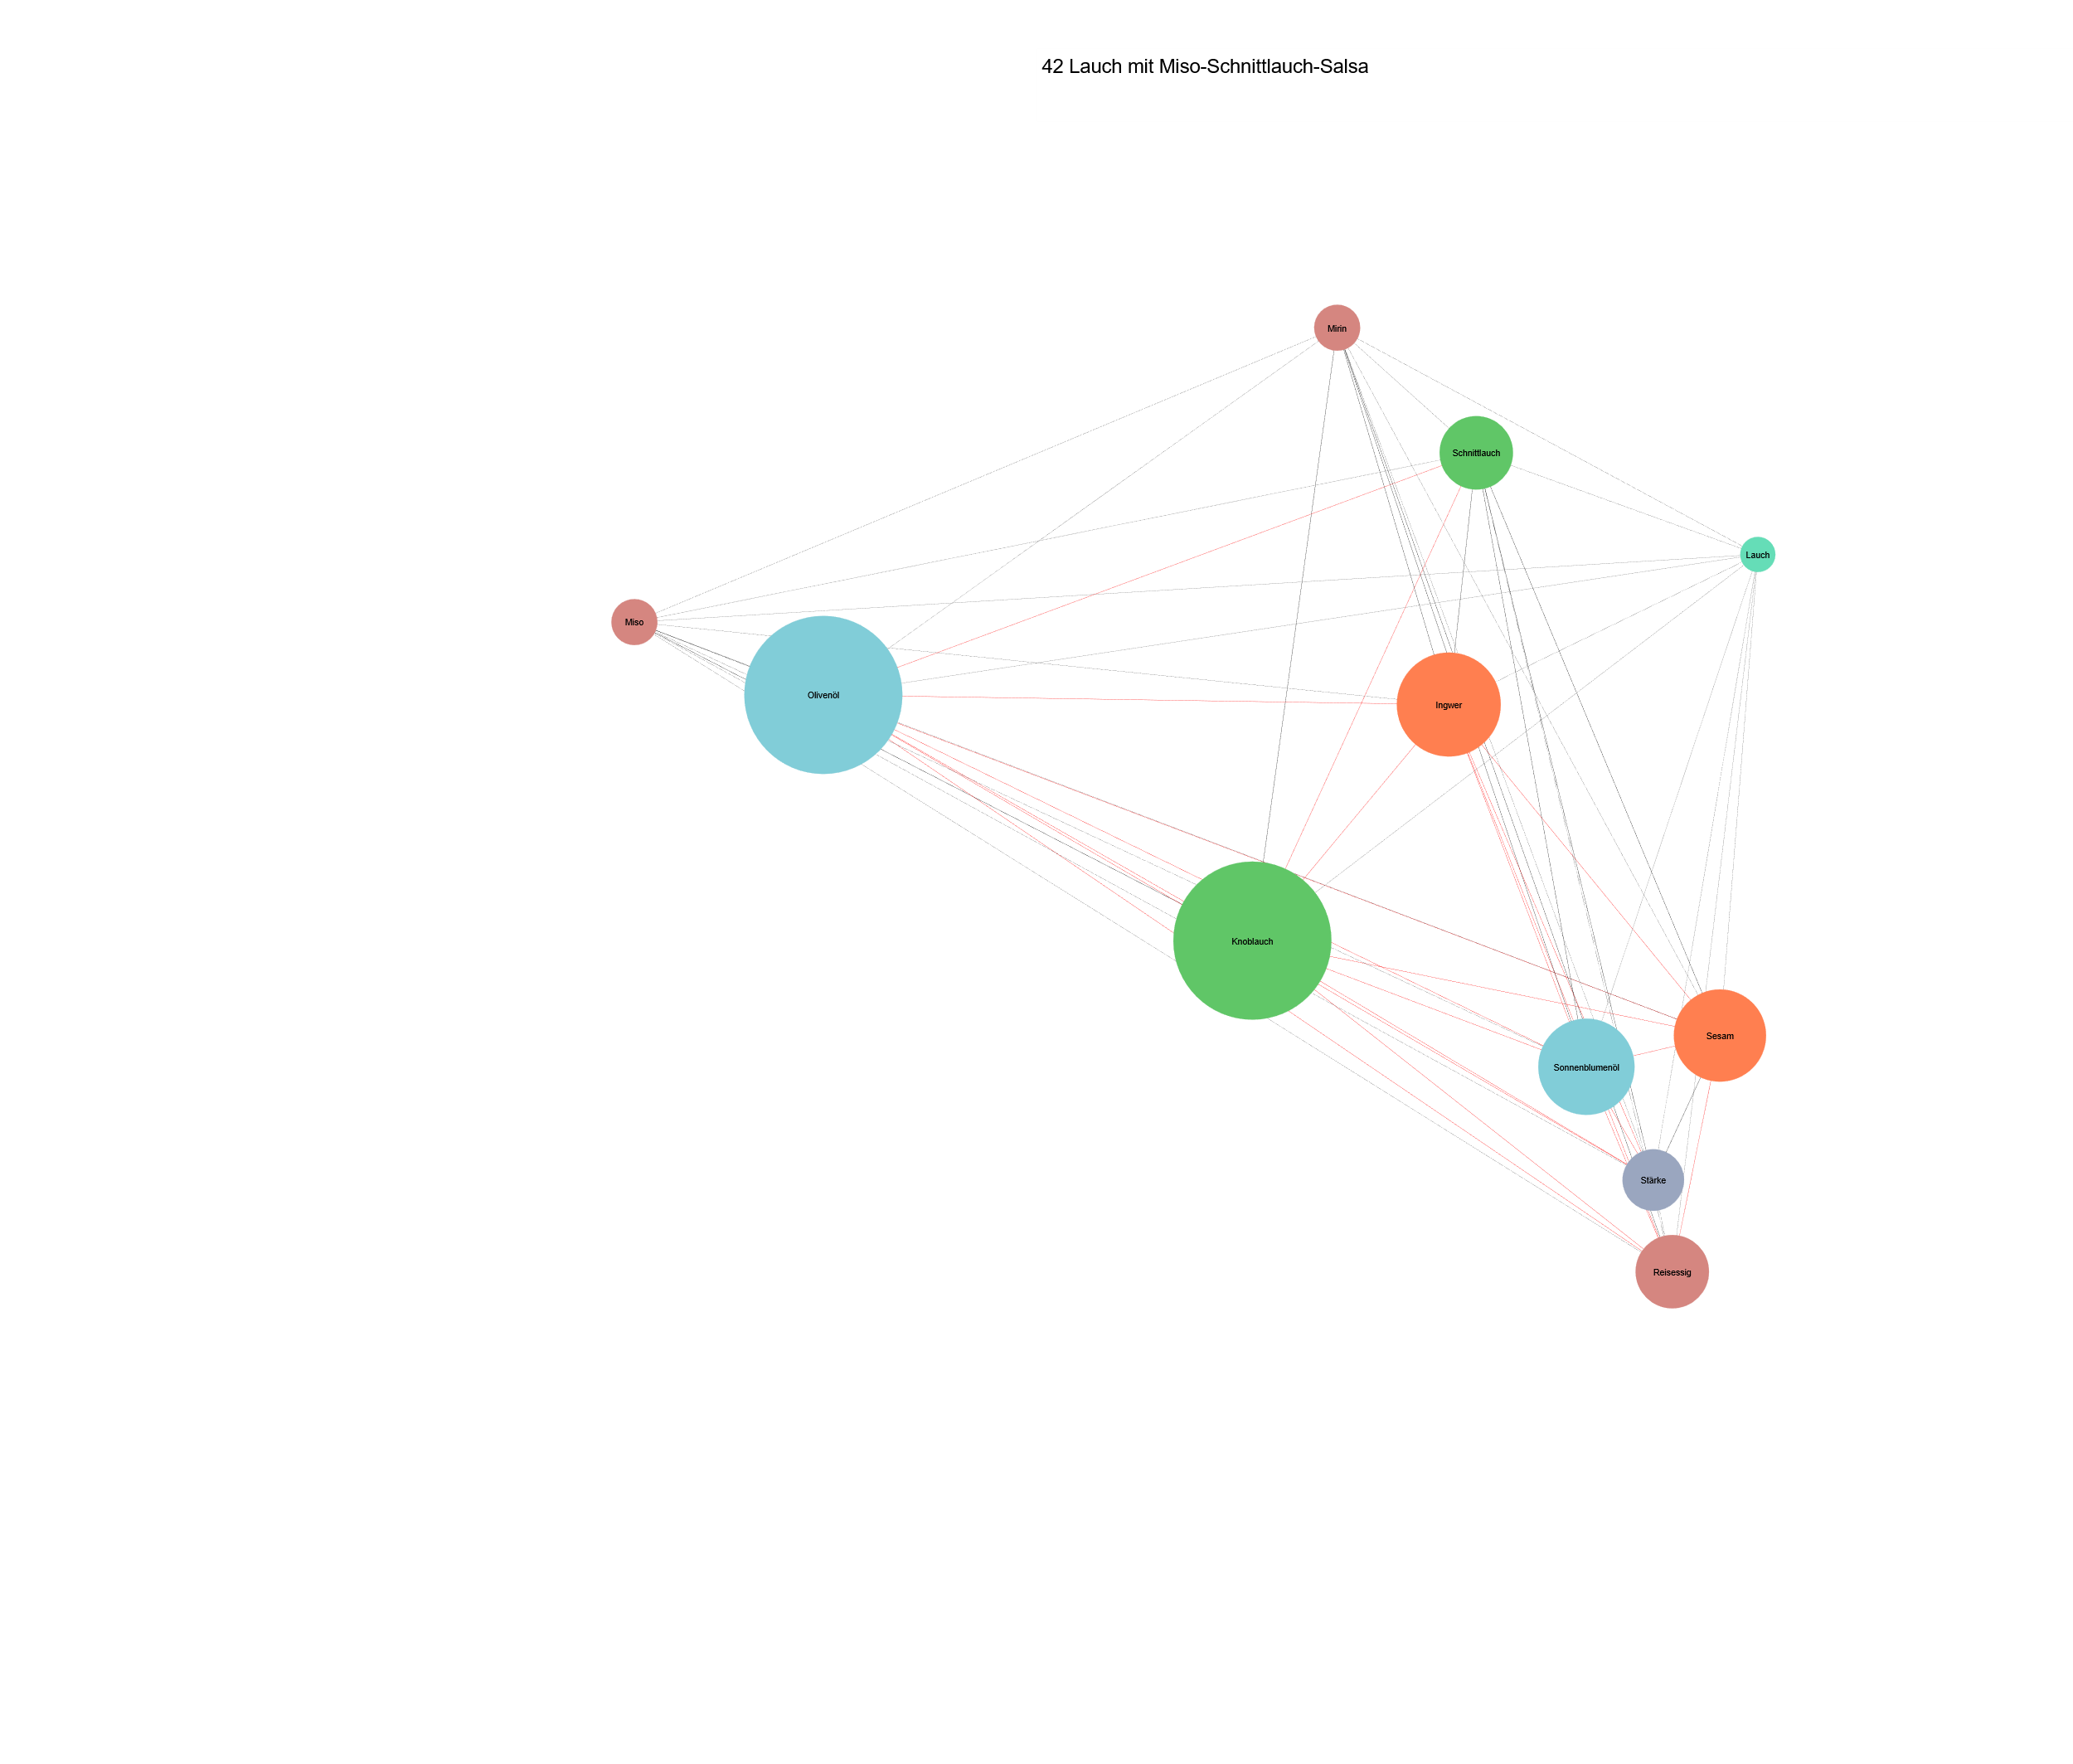 42 Lauch mit Miso-Schnittlauch-Salsa
Mirin
Schnittlauch
Lauch
Miso
Olivenöl
Ingwer
Knoblauch
Sesam
Sonnenblumenöl
Stärke
Reisessig